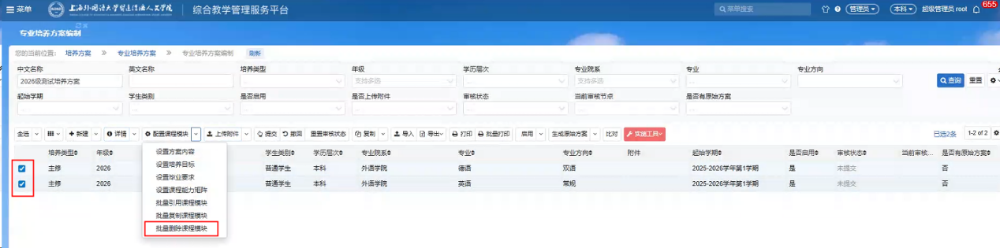 菜单 上海外国语大学贤达经济人文学院 综合教学管理服务平台 菜单搜索 管理员 本科 超级管理员 root 655
专业培养方案编制
您的当前位置: 培养方案 专业培养方案 专业培养方案编制 刷新
中文名称 英文名称 培养类型 年级 学历层次 专业院系 专业 专业方向
2026级测试培养方案 ... 支持多选 ... 支持多选 ... ... 查询 重置
起始学期 学生类别 是否启用 是否上传附件 审核状态 当前审核节点 是否有原始方案
... ... ... ... ... ... ...
全选 新建 详情 配置课程模块 上传附件 提交 撤回 重置审核状态 复制 导入 导出 打印 批量打印 启用 生成原始方案 比对 实施工具 已选2条 1-2 of 2
培养类型 年级 学生类别 学历层次 专业院系 专业 专业方向 附件 起始学期 是否启用 审核状态 当前审核... 是否有原始方案
主修 2026 普通学生 本科 外语学院 德语 双语 2025-2026学年第1学期 是 未提交 否
主修 2026 普通学生 本科 外语学院 英语 常规 2025-2026学年第1学期 是 未提交 否
设置方案内容
设置培养目标
设置毕业要求
设置课程能力矩阵
批量引用课程模块
批量复制课程模块
批量删除课程模块